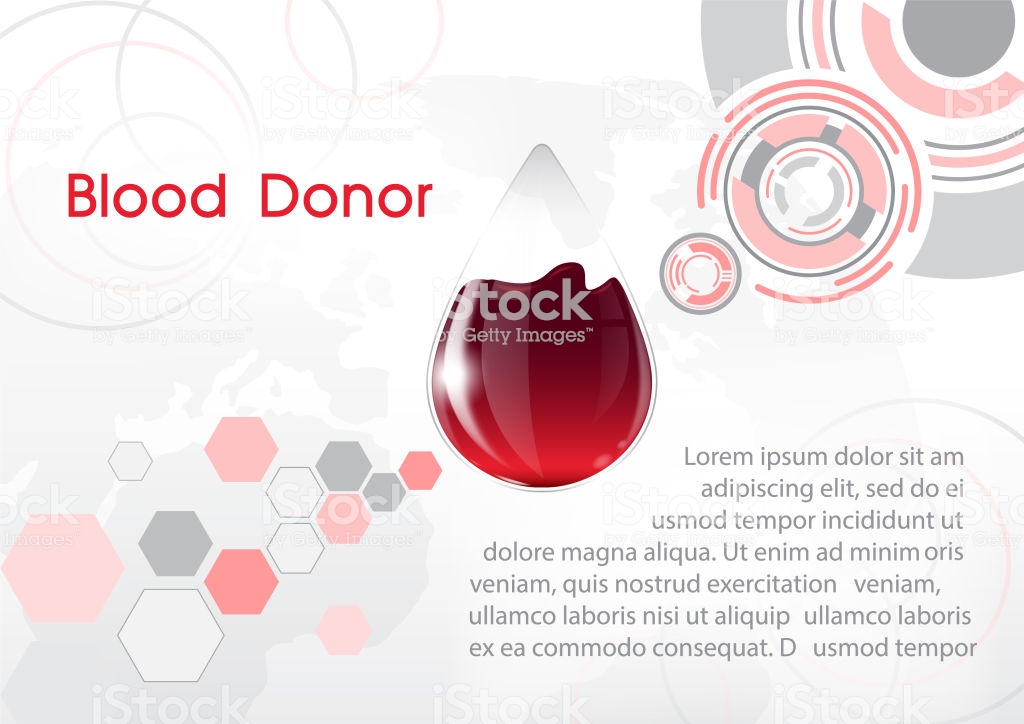 Blood Donor
iStock
by Getty Images™
Lorem ipsum dolor sit am
adipiscing elit, sed do ei
usmod tempor incididunt ut
dolore magna aliqua. Ut enim ad minim oris
veniam, quis nostrud exercitation veniam,
ullamco laboris nisi ut aliquip ullamco laboris
ex ea commodo consequat. D usmod tempor